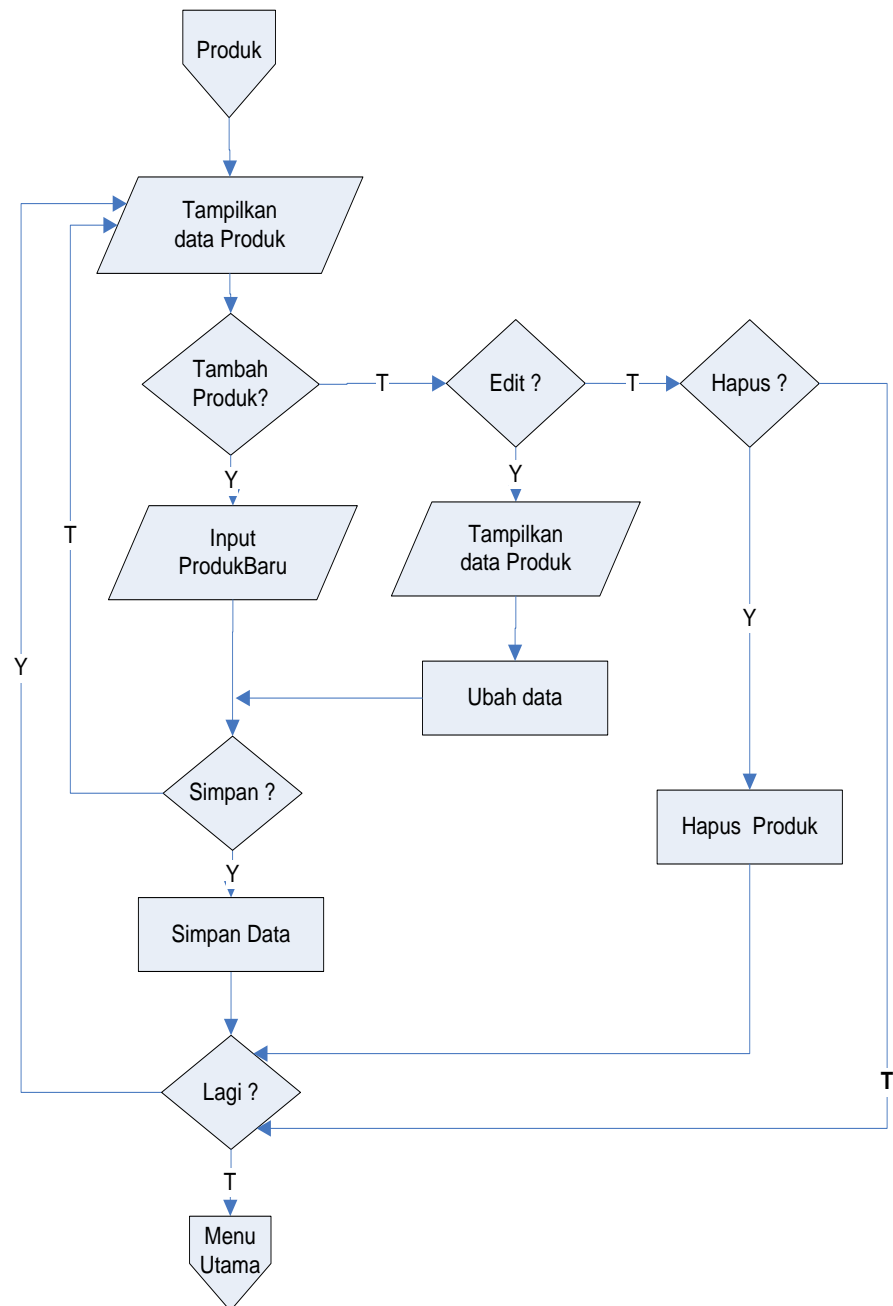 Produk
Tampilkan
data Produk
Tambah
Produk?
T
Edit ?
T
Hapus ?
Y
Y
Input
ProdukBaru
Tampilkan
data Produk
T
Y
Y
Ubah data
Simpan ?
Hapus  Produk
Y
Simpan Data
Lagi ?
T
T
Menu
Utama